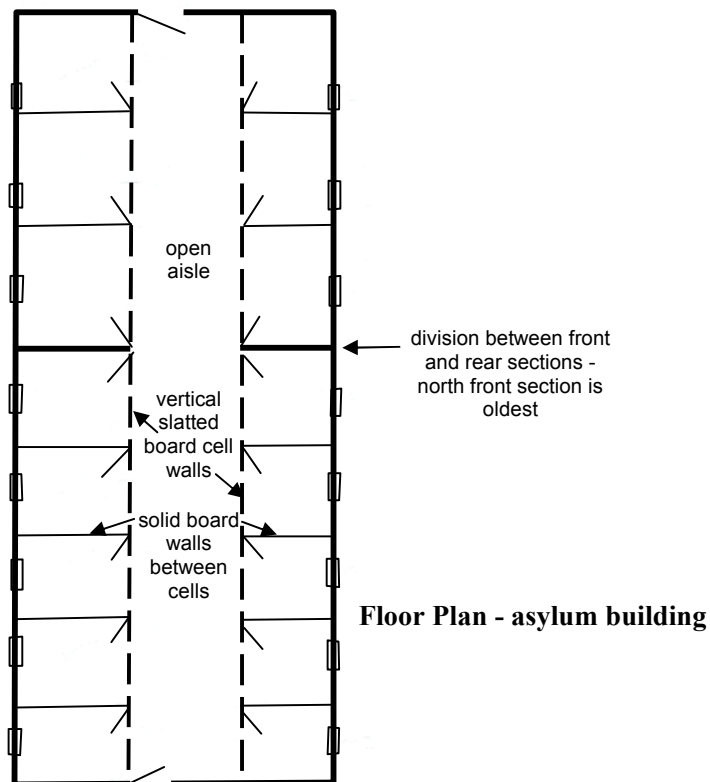 open
aisle
division between front
and rear sections -
north front section is
oldest
vertical
slatted
board cell
walls
solid board
walls
between
cells
Floor Plan - asylum building